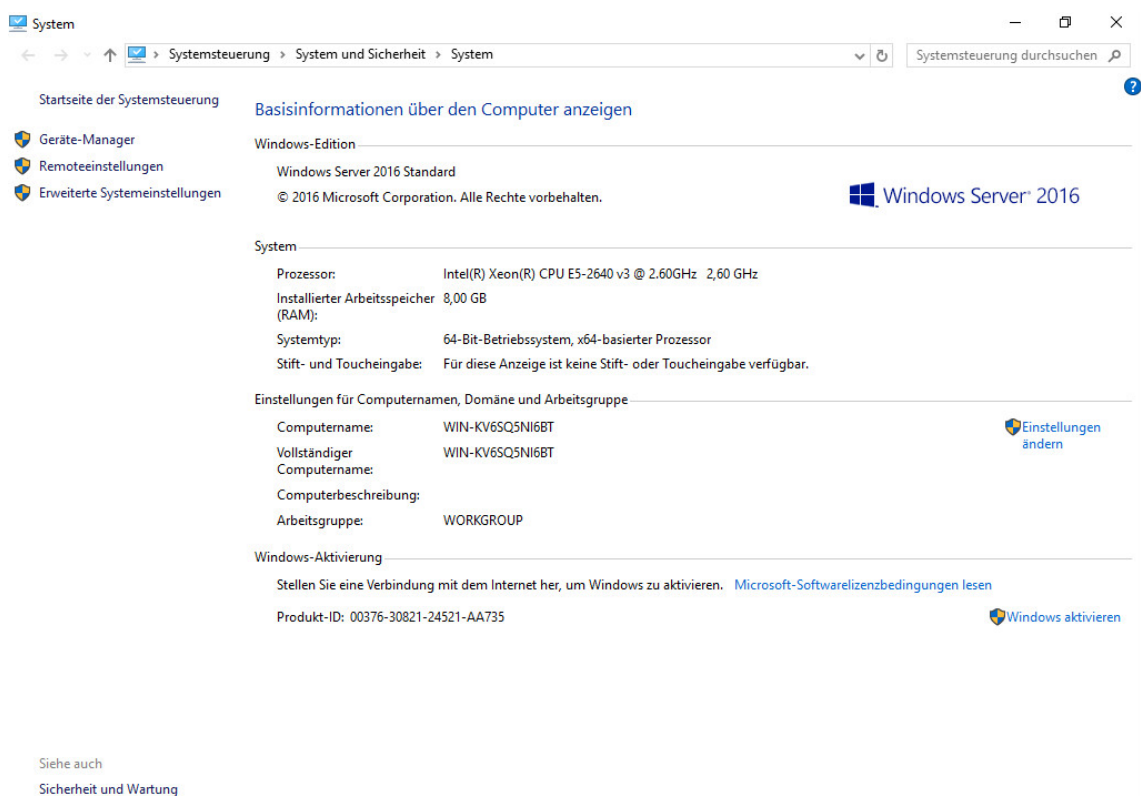 System
Systemsteuerung > System und Sicherheit > System
Systemsteuerung durchsuchen
Startseite der Systemsteuerung
Geräte-Manager
Remoteeinstellungen
Erweiterte Systemeinstellungen
?
Basisinformationen über den Computer anzeigen
Windows-Edition
Windows Server 2016 Standard
© 2016 Microsoft Corporation. Alle Rechte vorbehalten.
Windows Server® 2016
System
Prozessor: Intel(R) Xeon(R) CPU E5-2640 v3 @ 2.60GHz 2,60 GHz
Installierter Arbeitsspeicher 8,00 GB
(RAM):
Systemtyp: 64-Bit-Betriebssystem, x64-basierter Prozessor
Stift- und Toucheingabe: Für diese Anzeige ist keine Stift- oder Toucheingabe verfügbar.
Einstellungen für Computernamen, Domäne und Arbeitsgruppe
Computername: WIN-KV6SQ5NI6BT
Einstellungen
ändern
Vollständiger WIN-KV6SQ5NI6BT
Computername:
Computerbeschreibung:
Arbeitsgruppe: WORKGROUP
Windows-Aktivierung
Stellen Sie eine Verbindung mit dem Internet her, um Windows zu aktivieren. Microsoft-Softwarelizenzbedingungen lesen
Produkt-ID: 00376-30821-24521-AA735
Windows aktivieren
Siehe auch
Sicherheit und Wartung